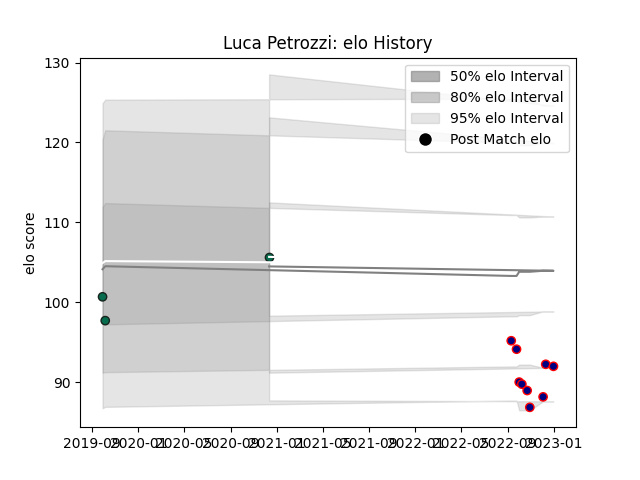 Luca Petrozzi: elo History
130
120
110
100
90
elo score
50% elo Interval
80% elo Interval
95% elo Interval
Post Match elo
2019-09 2020-01 2020-05 2020-09 2021-01 2021-05 2021-09 2022-01 2022-05 2022-09 2023-01